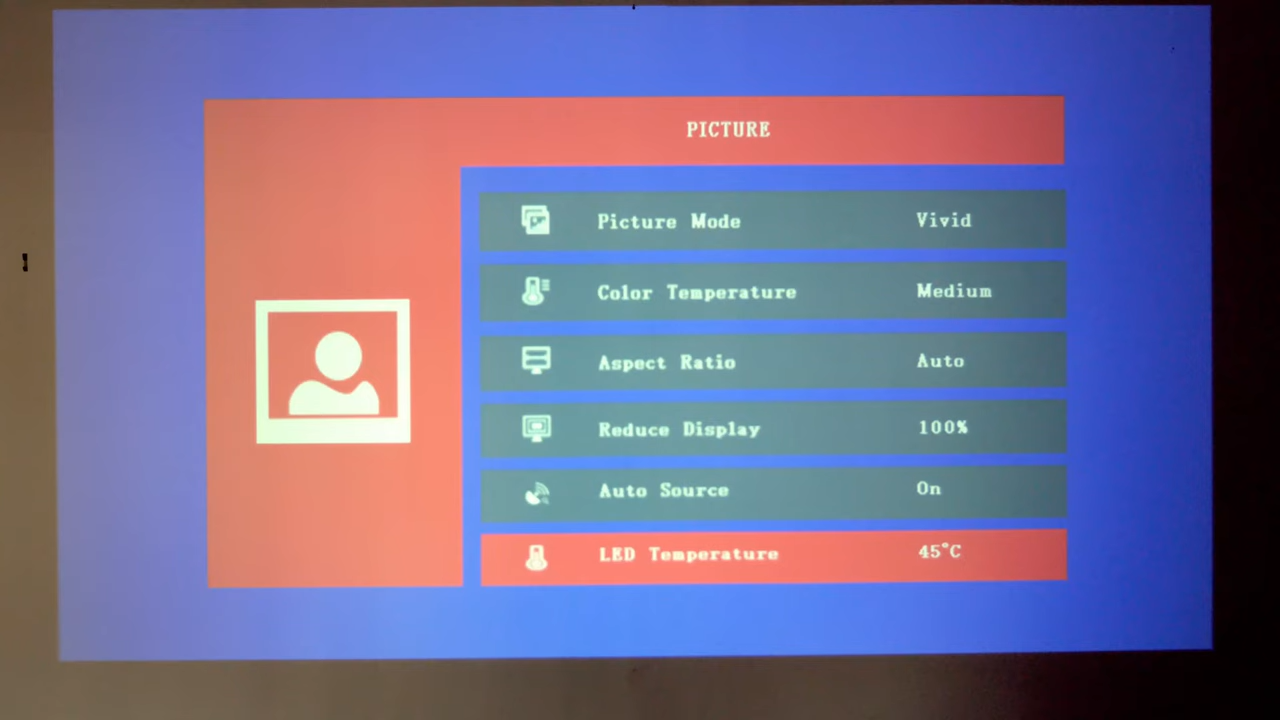 PICTURE
Picture Mode Vivid
Color Temperature Medium
Aspect Ratio Auto
Reduce Display 100%
Auto Source On
LED Temperature 45°C